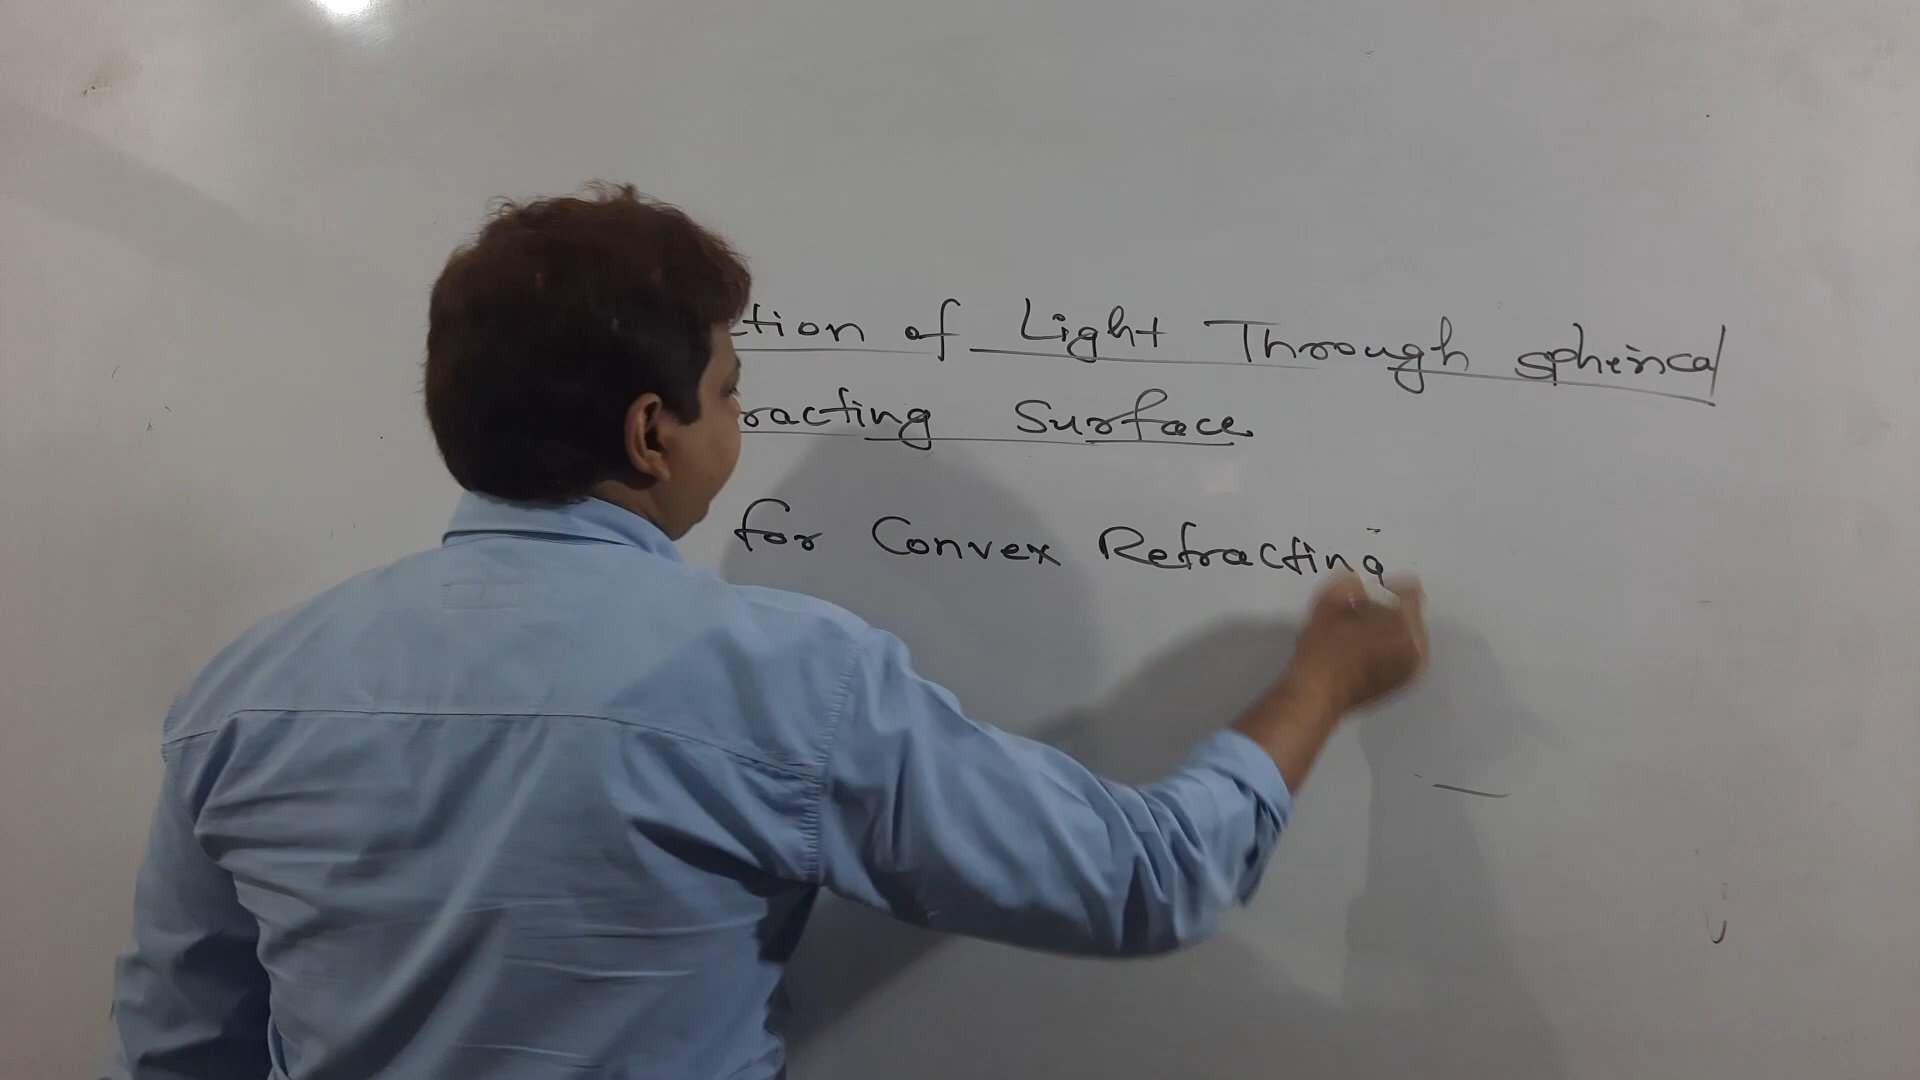 tion of Light Through spherical
racting Surface
for Convex Refracting